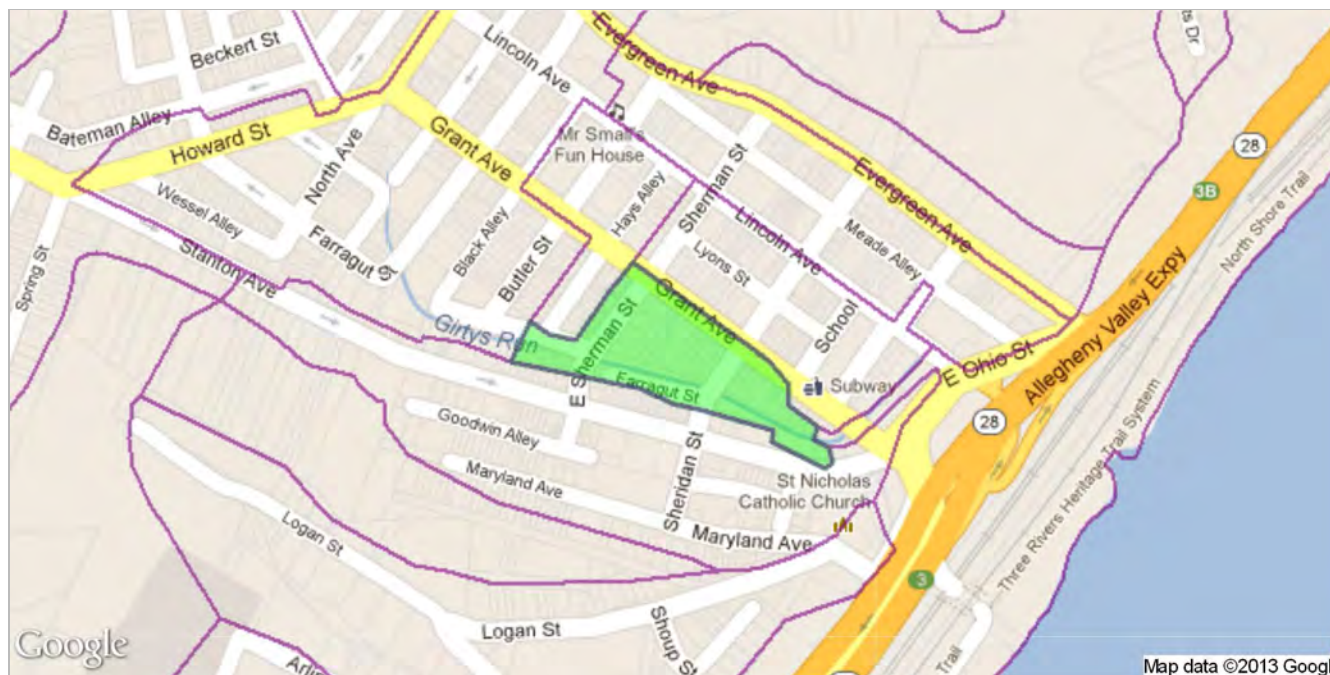 Beckert St
Lincoln Ave
Evergreen Ave
ts Dr
Bateman Alley
Howard St
North Ave
Grant Ave
Mr Small's
Fun House
28
3B
Wessel Alley
Farragut St
Black Alley
Hays Alley
Sherman St
Evergreen Ave
Lincoln Ave
Meade Alley
North Shore Trail
Spring St
Stanton Ave
Butler St
Lyons St
Girtys Run
E Sherman St
Grant Ave
School
Allegheny Valley Expy
Farragut St
Subway
E Ohio St
28
Goodwin Alley
Maryland Ave
Sheridan St
St Nicholas
Catholic Church
Three Rivers Heritage Trail System
Logan St
Maryland Ave
3
Logan St
Shoup St
Trail
Google
Arlin
Map data ©2013 Googl